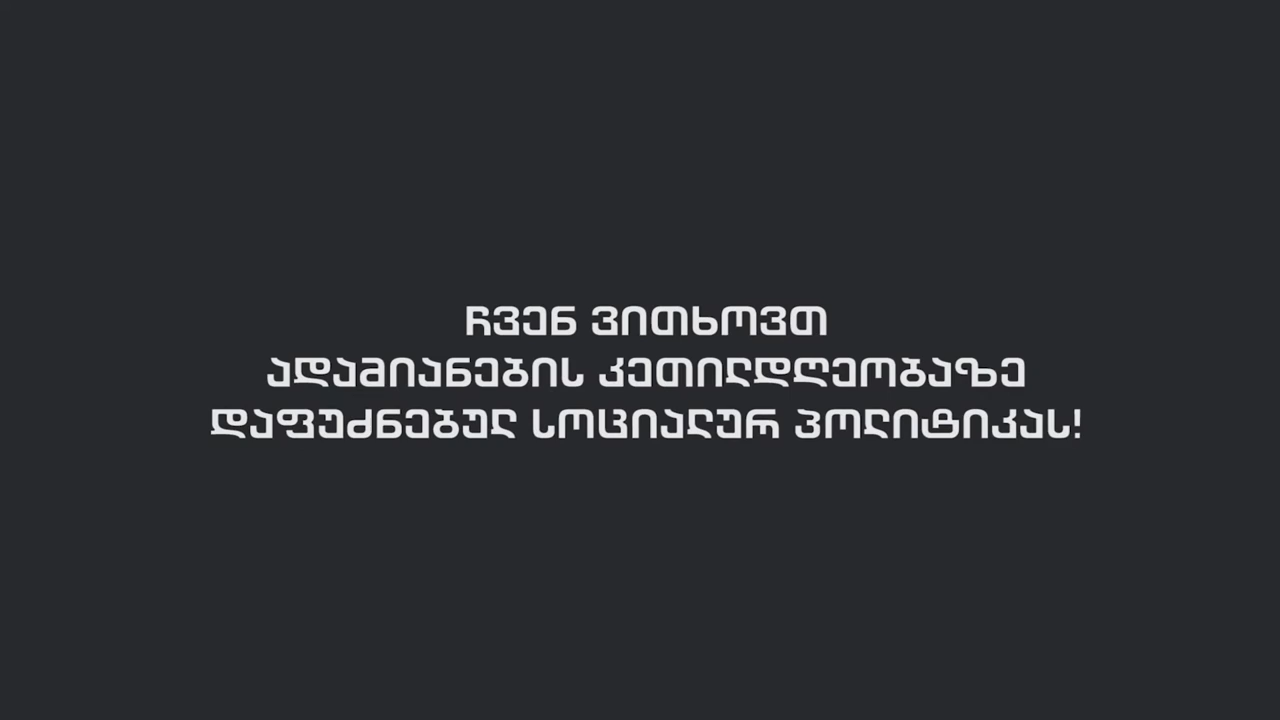 ჩვენ ვითხოვთ
ადამიანების კეთილდღეობაზე
დაფუძნებულ სოციალურ პოლიტიკას!